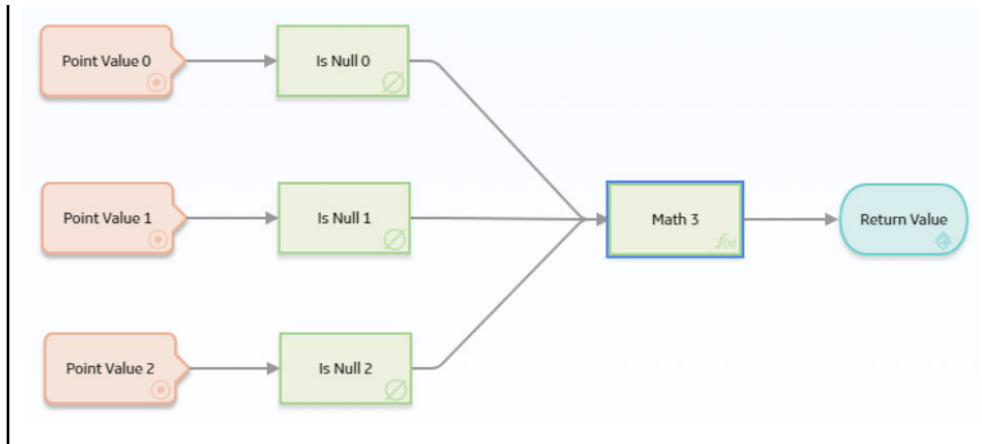 Point Value 0
Is Null 0
Point Value 1
Is Null 1
Math 3
f(x)
Return Value
Point Value 2
Is Null 2